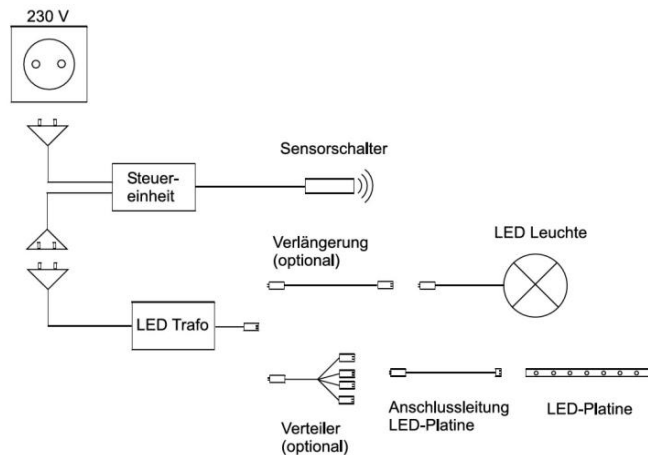 230 V
Sensorschalter
Steuer-
einheit
LED Leuchte
Verlängerung
(optional)
LED Trafo
Verteiler
(optional)
Anschlussleitung
LED-Platine
LED-Platine